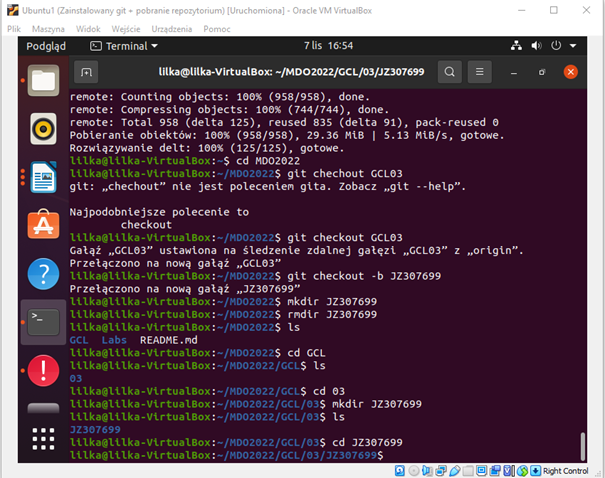 Ubuntu1 (Zainstalowany git + pobranie repozytorium) [Uruchomiona] - Oracle VM VirtualBox
Plik Maszyna Widok Wejście Urządzenia Pomoc
Podgląd Terminal 7 lis 16:54
lilka@lilka-VirtualBox: ~/MDO2022/GCL/03/JZ307699
remote: Counting objects: 100% (958/958), done.
remote: Compressing objects: 100% (744/744), done.
remote: Total 958 (delta 125), reused 835 (delta 91), pack-reused 0
Pobieranie obiektów: 100% (958/958), 29.36 MiB | 5.13 MiB/s, gotowe.
Rozwiązywanie delt: 100% (125/125), gotowe.
lilka@lilka-VirtualBox:~$ cd MDO2022
lilka@lilka-VirtualBox:~/MDO2022$ git chechout GCL03
git: „chechout” nie jest poleceniem gita. Zobacz „git --help”.
Najpodobniejsze polecenie to
checkout
lilka@lilka-VirtualBox:~/MDO2022$ git checkout GCL03
Gałąź „GCL03” ustawiona na śledzenie zdalnej gałęzi „GCL03” z „origin”.
Przełączono na nową gałąź „GCL03”
lilka@lilka-VirtualBox:~/MDO2022$ git checkout -b JZ307699
Przełączono na nową gałąź „JZ307699”
lilka@lilka-VirtualBox:~/MDO2022$ mkdir JZ307699
lilka@lilka-VirtualBox:~/MDO2022$ rmdir JZ307699
lilka@lilka-VirtualBox:~/MDO2022$ ls
GCL Labs README.md
lilka@lilka-VirtualBox:~/MDO2022$ cd GCL
lilka@lilka-VirtualBox:~/MDO2022/GCL$ ls
03
lilka@lilka-VirtualBox:~/MDO2022/GCL$ cd 03
lilka@lilka-VirtualBox:~/MDO2022/GCL/03$ mkdir JZ307699
lilka@lilka-VirtualBox:~/MDO2022/GCL/03$ ls
JZ307699
lilka@lilka-VirtualBox:~/MDO2022/GCL/03$ cd JZ307699
lilka@lilka-VirtualBox:~/MDO2022/GCL/03/JZ307699$
Right Control